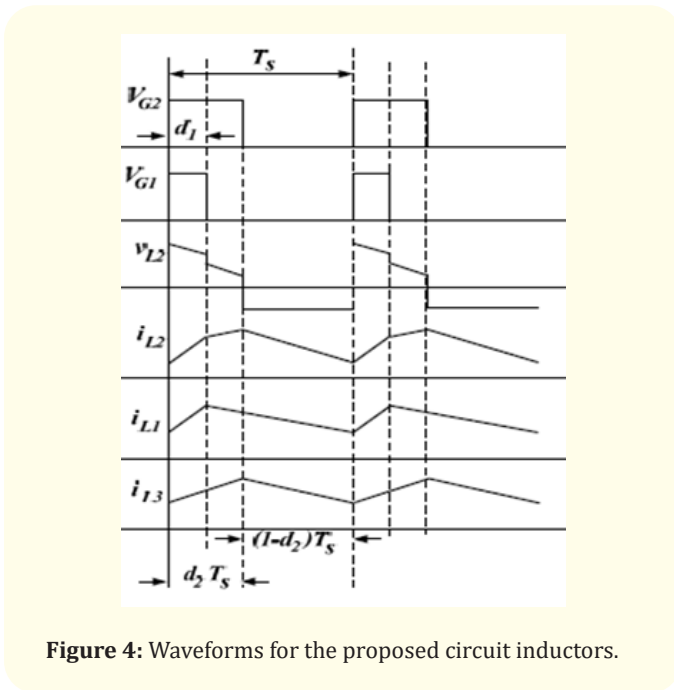 Ts
VG2
d1
VG1
vL2
iL2
iL1
iL3
(1-d2)Ts
d2 Ts
Figure 4: Waveforms for the proposed circuit inductors.